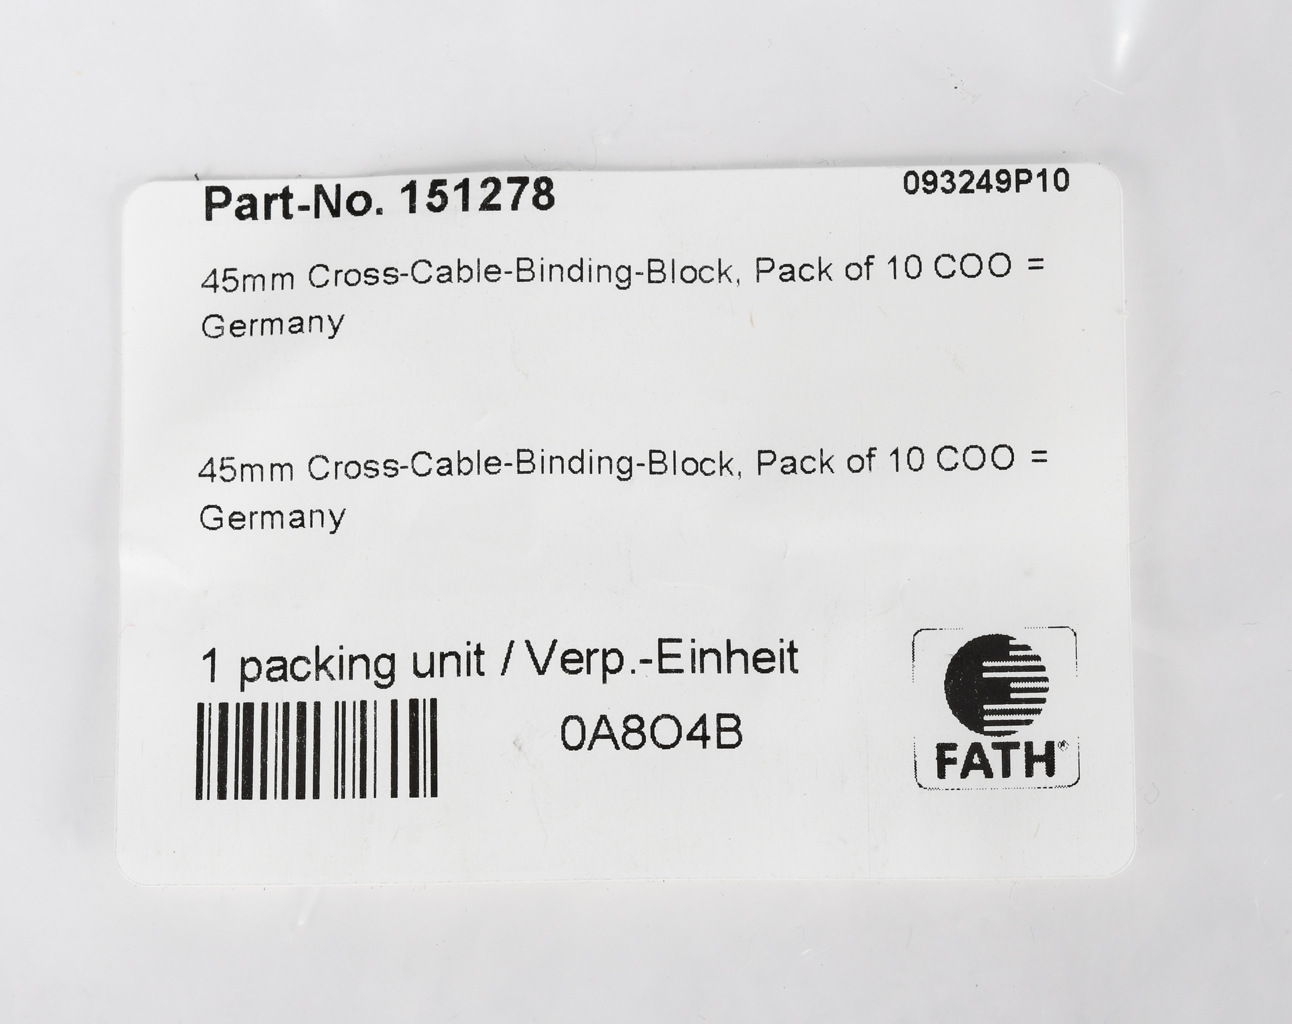 Part-No. 151278
093249P10
45mm Cross-Cable-Binding-Block, Pack of 10 COO =
Germany
45mm Cross-Cable-Binding-Block, Pack of 10 COO =
Germany
1 packing unit / Verp.-Einheit
0A8O4B
FATH®